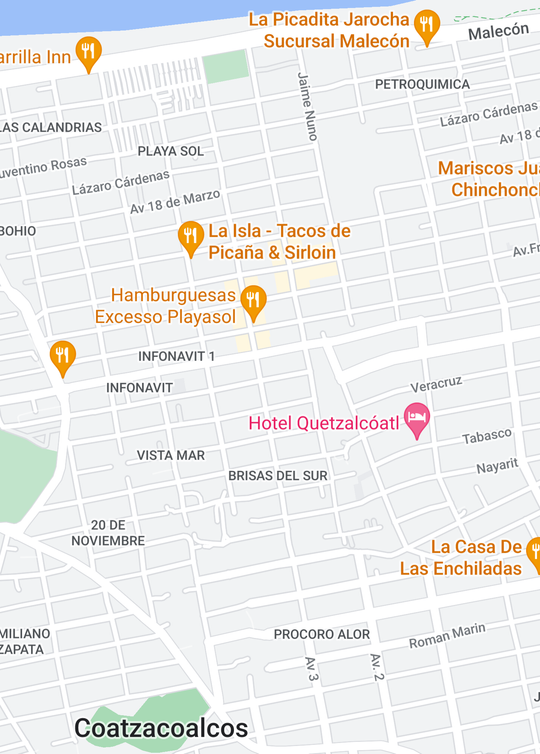 La Picadita Jarocha
Sucursal Malecón
Malecón
arrilla Inn
PETROQUIMICA
Jaime Nuno
Lázaro Cárdenas
LAS CALANDRIAS
Av 18 d
PLAYA SOL
uventino Rosas
Lázaro Cárdenas
Mariscos Jua
Chinchonch
Av 18 de Marzo
BOHIO
La Isla - Tacos de
Picaña & Sirloin
Av.Fr
Hamburguesas
Excesso Playasol
INFONAVIT 1
INFONAVIT
Veracruz
Hotel Quetzalcóatl
Tabasco
VISTA MAR
Nayarit
BRISAS DEL SUR
20 DE
NOVIEMBRE
La Casa De
Las Enchiladas
MILIANO
ZAPATA
PROCORO ALOR
Roman Marin
Av 3
Av. 2
Coatzacoalcos
J